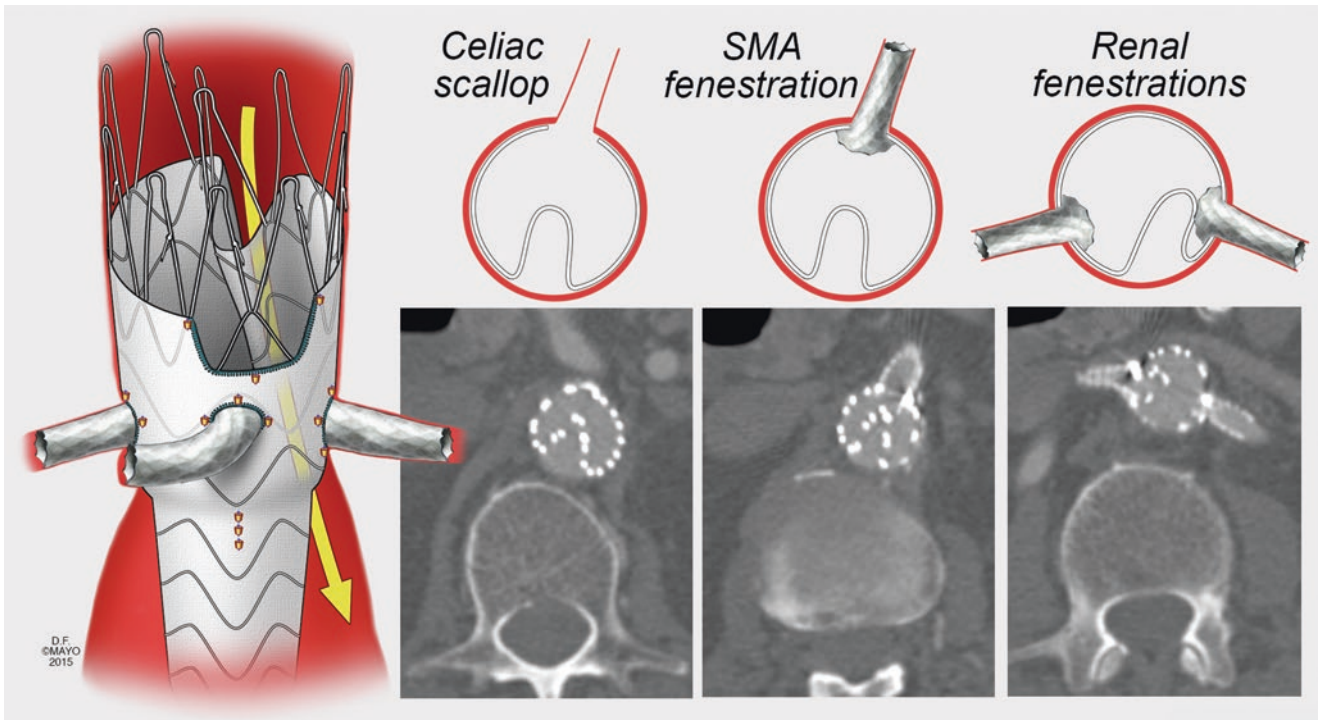 Celiac
scallop
SMA
fenestration
Renal
fenestrations
D.F.
©MAYO
2015